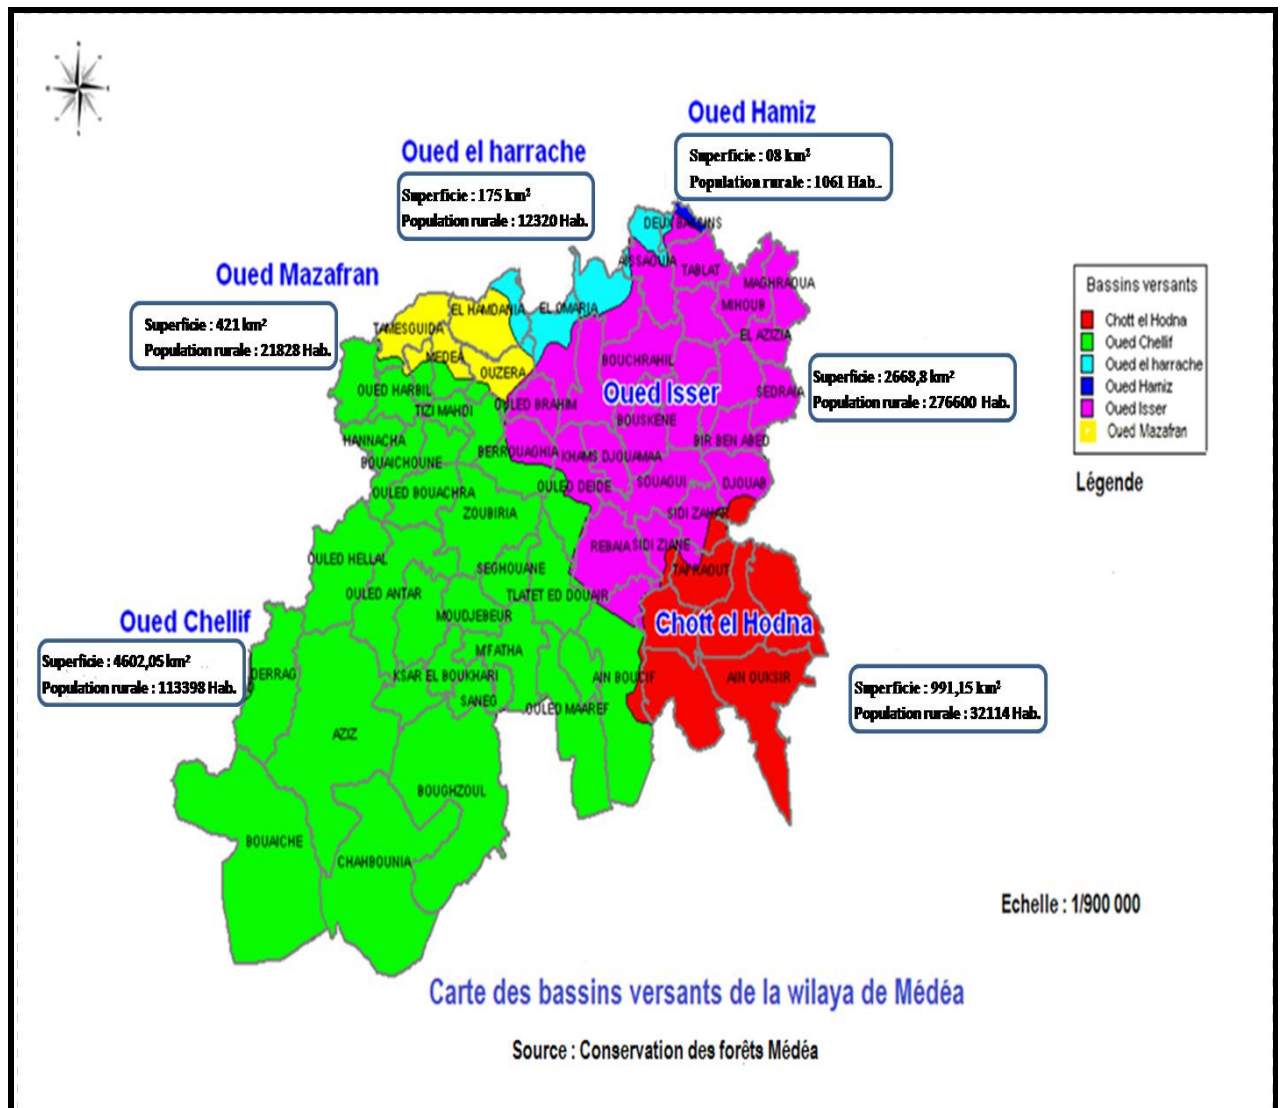 Oued Hamiz
Superficie : 08 km²
Population rurale : 1061 Hab..
Oued el harrache
Superficie : 175 km²
Population rurale : 12320 Hab.
Oued Mazafran
Superficie : 421 km²
Population rurale : 21828 Hab.
DEUX BASSINS
AISSAOUIA
TABLAT
MAGHRAOUA
MIHOUB
EL AZIZIA
EL HAMDANIA
EL OMARIA
TAMESGUIDA
MEDEA
OUZERA
BOUCHRAHIL
Oued Isser
Superficie : 2668,8 km²
Population rurale : 276600 Hab.
SEDRAIA
OUED HARBIL
TIZI MAHDI
OULED BRAHIM
BOUSKENE
BIR BEN ABED
HANNACHA
BOUAICHOUNE
BERROUAGHIA
KHAMS DJOUAMAA
OULED BOUACHRA
OULED DEIDE
SOUAGUI
DJOUAB
ZOUBIRIA
SIDI ZAHAR
OULED HELLAL
REBAIA
SIDI ZIANE
SEGHOUANE
TAFRAOUT
OULED ANTAR
TLATET ED DOUAIR
MOUDJEBEUR
Chott el Hodna
Oued Chellif
Superficie : 4602,05 km²
Population rurale : 113398 Hab.
M'FATHA
DERRAG
KSAR EL BOUKHARI
AIN BOUCIF
AIN OUKSIR
Superficie : 991,15 km²
Population rurale : 32114 Hab.
SANEG
OULED MAAREF
AZIZ
BOUGHZOUL
BOUAICHE
CHAHBOUNIA
Bassins versants
Chott el Hodna
Oued Chellif
Oued el harrache
Oued Hamiz
Oued Isser
Oued Mazafran
Légende
Echelle : 1/900 000
Carte des bassins versants de la wilaya de Médéa
Source : Conservation des forêts Médéa